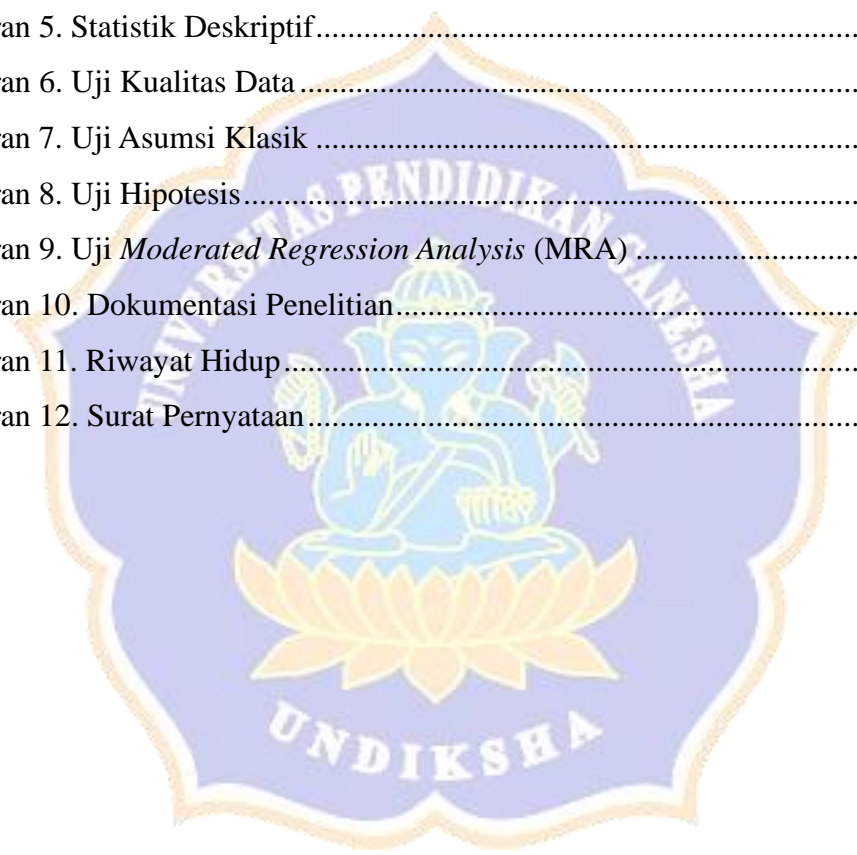 ran 5. Statistik Deskriptif
ran 6. Uji Kualitas Data
ran 7. Uji Asumsi Klasik
ran 8. Uji Hipotesis
ran 9. Uji Moderated Regression Analysis (MRA)
ran 10. Dokumentasi Penelitian
ran 11. Riwayat Hidup
ran 12. Surat Pernyataan
UNIVERSITAS PENDIDIKAN GANESHA
UNDIKSHA